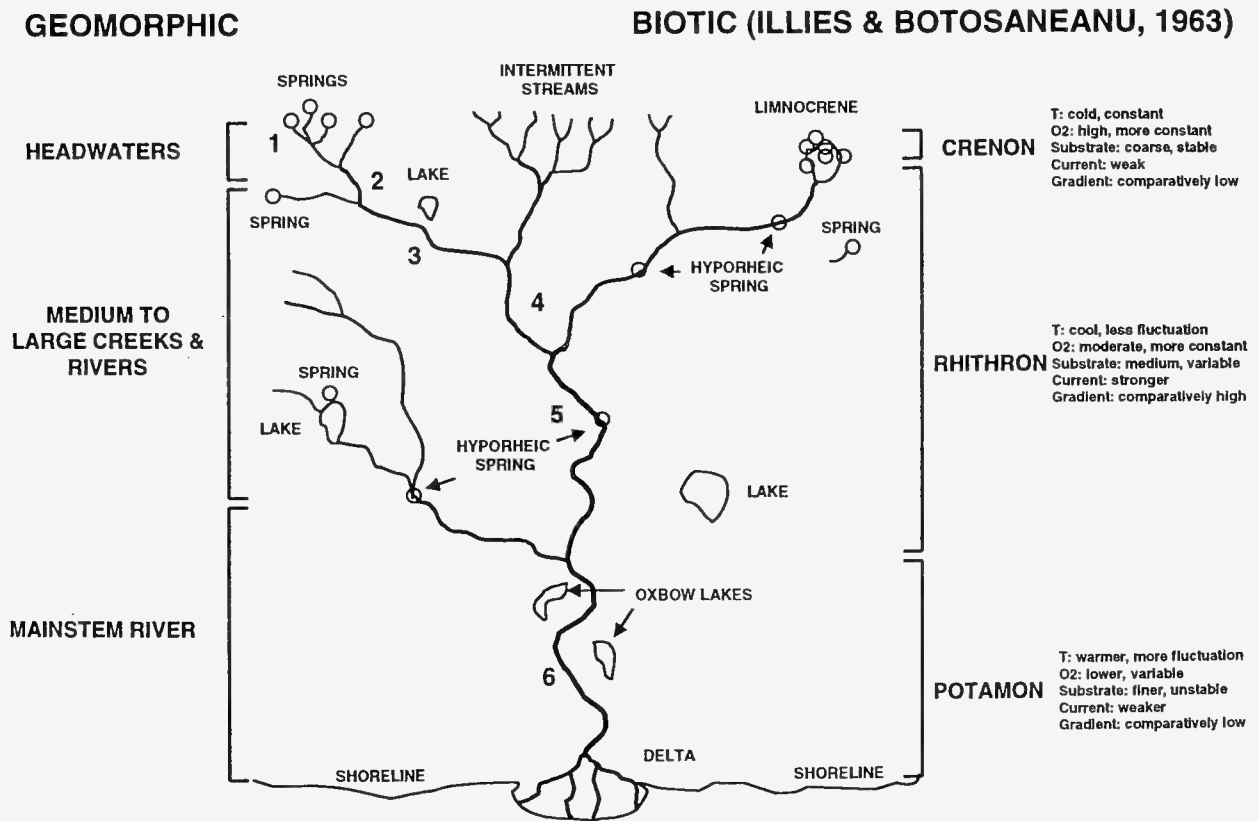 GEOMORPHIC
BIOTIC (ILLIES & BOTOSANEANU, 1963)
SPRINGS
INTERMITTENT
STREAMS
LIMNOCRENE
HEADWATERS
1
2
LAKE
SPRING
3
CRENON
T: cold, constant
O2: high, more constant
Substrate: coarse, stable
Current: weak
Gradient: comparatively low
SPRING
HYPORHEIC
SPRING
4
MEDIUM TO
LARGE CREEKS &
RIVERS
SPRING
LAKE
5
HYPORHEIC
SPRING
LAKE
RHITHRON
T: cool, less fluctuation
O2: moderate, more constant
Substrate: medium, variable
Current: stronger
Gradient: comparatively high
OXBOW LAKES
MAINSTEM RIVER
6
POTAMON
T: warmer, more fluctuation
O2: lower, variable
Substrate: finer, unstable
Current: weaker
Gradient: comparatively low
DELTA
SHORELINE
SHORELINE